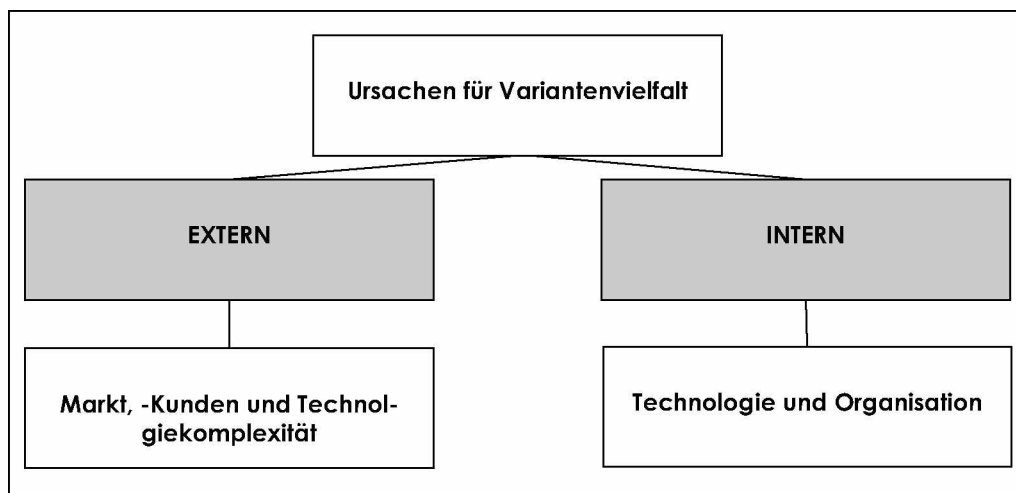 Ursachen für Variantenvielfalt
EXTERN
INTERN
Markt, -Kunden und Technol-
giekomplexität
Technologie und Organisation